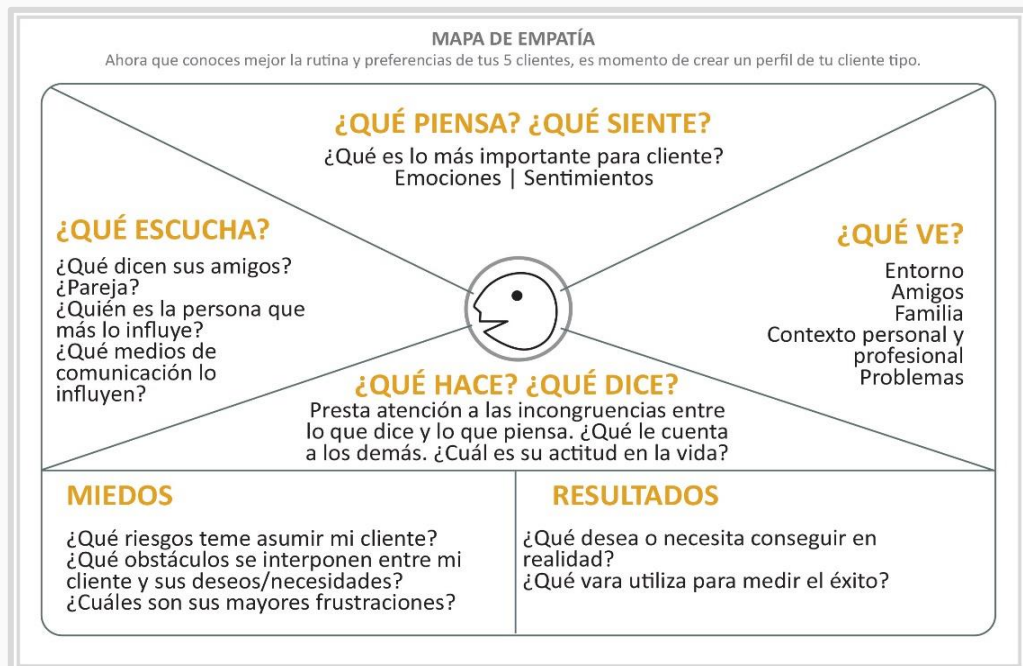 MAPA DE EMPATÍA
Ahora que conoces mejor la rutina y preferencias de tus 5 clientes, es momento de crear un perfil de tu cliente tipo.
¿QUÉ PIENSA? ¿QUÉ SIENTE?
¿Qué es lo más importante para cliente?
Emociones | Sentimientos
¿QUÉ ESCUCHA?
¿Qué dicen sus amigos?
¿Pareja?
¿Quién es la persona que
más lo influye?
¿Qué medios de
comunicación lo
influyen?
¿QUÉ VE?
Entorno
Amigos
Familia
Contexto personal y
profesional
Problemas
¿QUÉ HACE? ¿QUÉ DICE?
Presta atención a las incongruencias entre
lo que dice y lo que piensa. ¿Qué le cuenta
a los demás. ¿Cuál es su actitud en la vida?
MIEDOS
¿Qué riesgos teme asumir mi cliente?
¿Qué obstáculos se interponen entre mi
cliente y sus deseos/necesidades?
¿Cuáles son sus mayores frustraciones?
RESULTADOS
¿Qué desea o necesita conseguir en
realidad?
¿Qué vara utiliza para medir el éxito?